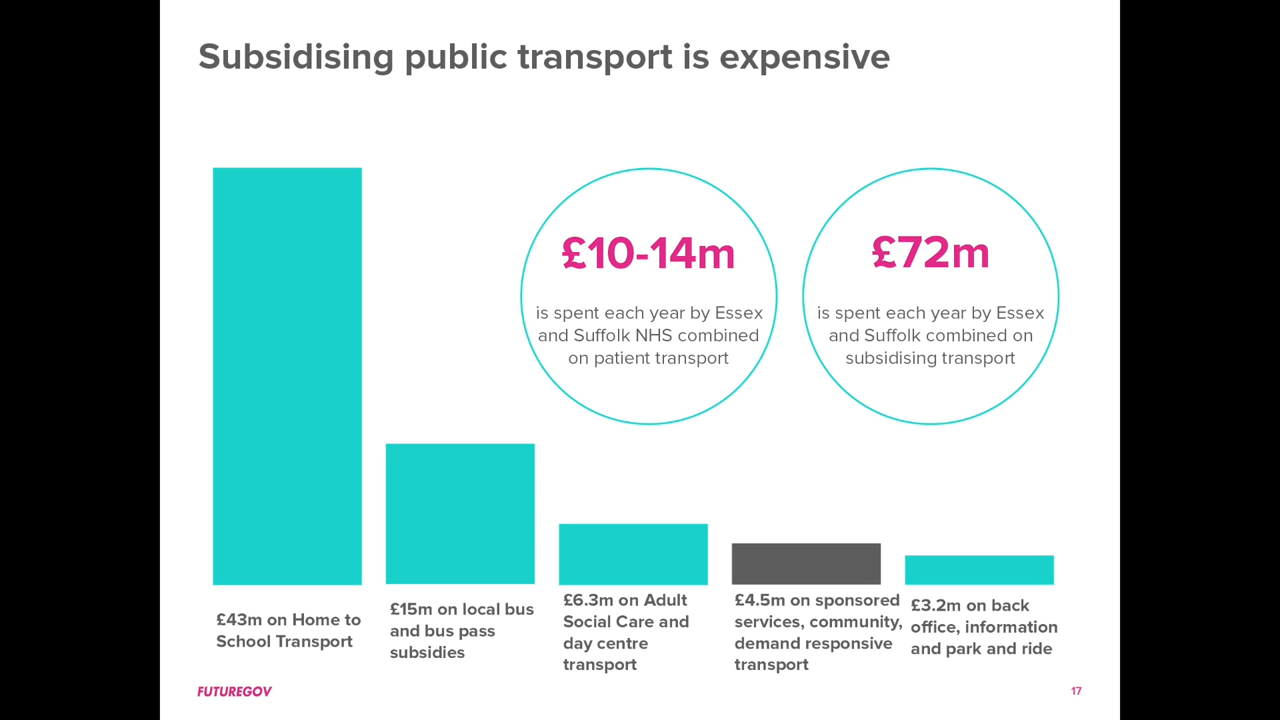 Subsidising public transport is expensive
£10-14m
is spent each year by Essex
and Suffolk NHS combined
on patient transport
£72m
is spent each year by Essex
and Suffolk combined on
subsidising transport
£43m on Home to
School Transport
£15m on local bus
and bus pass
subsidies
£6.3m on Adult
Social Care and
day centre
transport
£4.5m on sponsored
services, community,
demand responsive
transport
£3.2m on back
office, information
and park and ride
FUTUREGOV
17